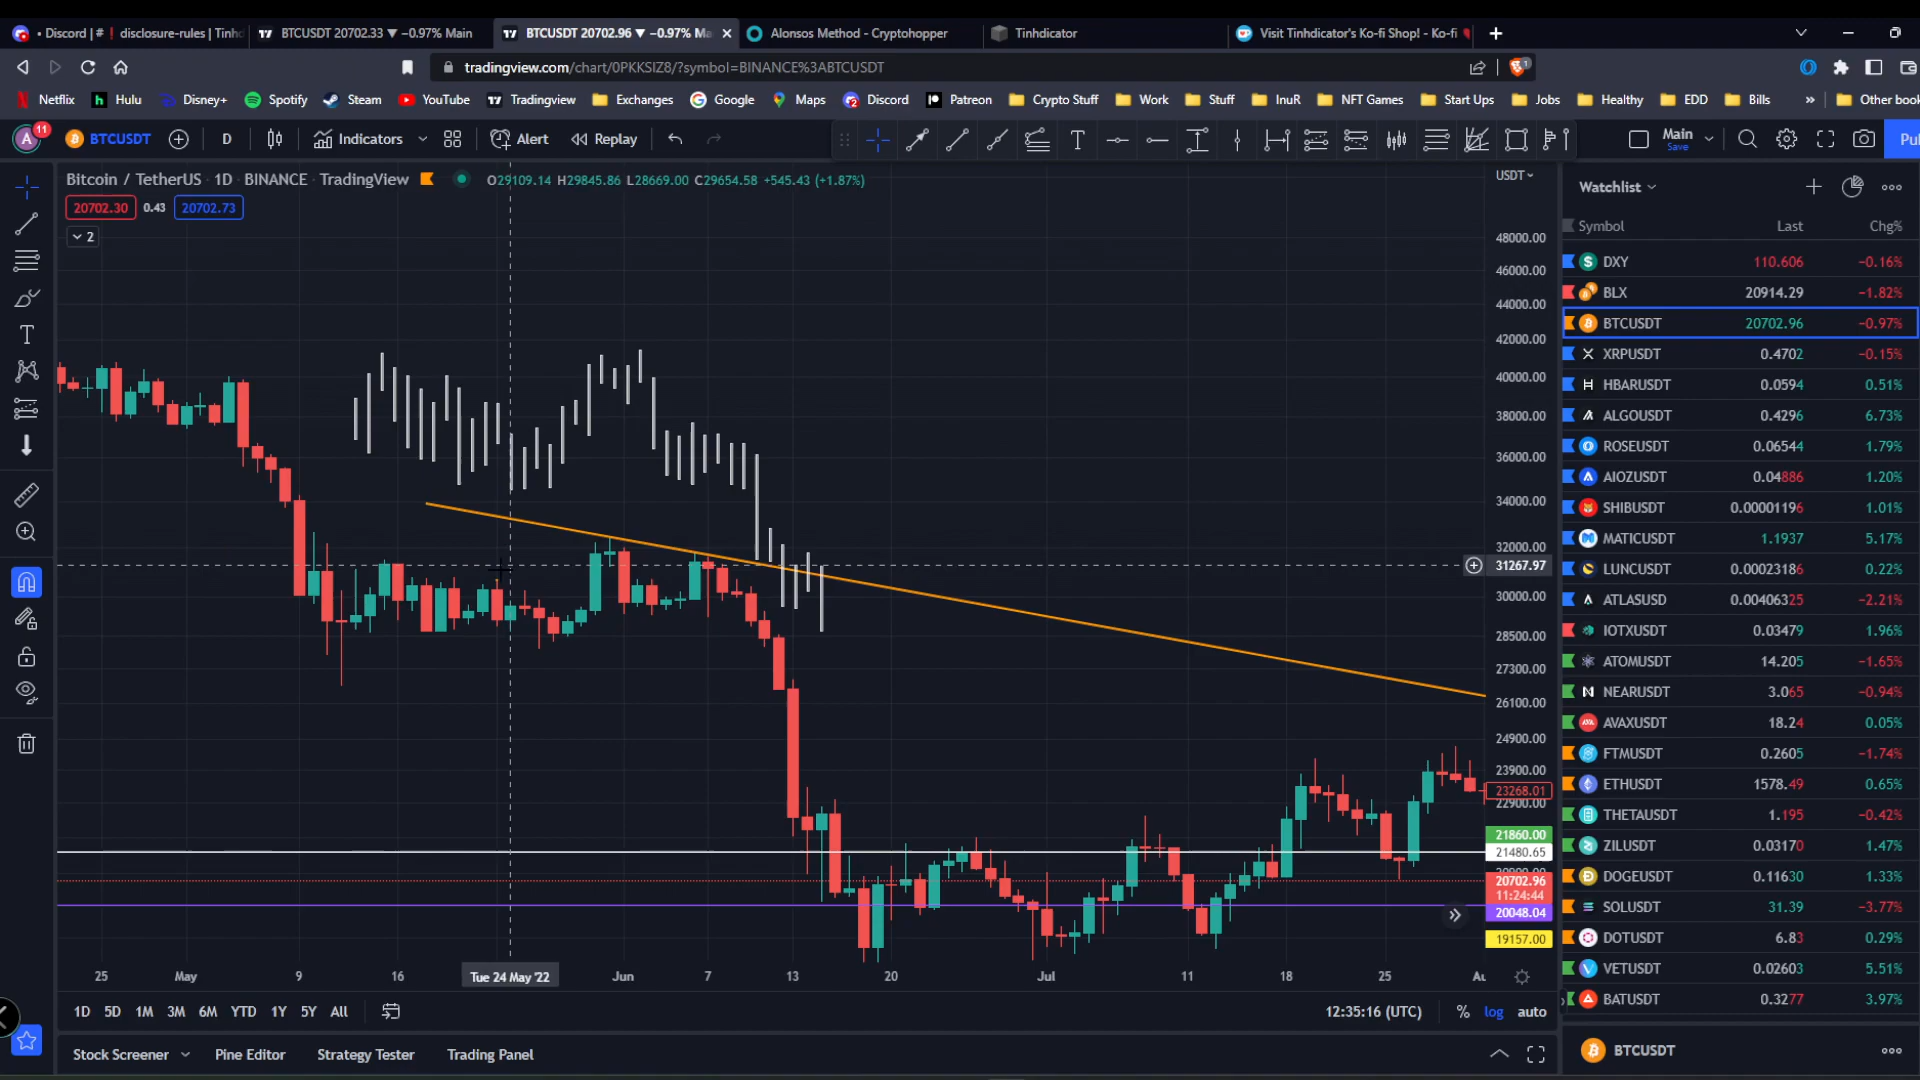 • Discord | # ❗ disclosure-rules | Tinh
BTCUSDT 20702.33 ▼ −0.97% Main
BTCUSDT 20702.96 ▼ −0.97% Ma
Alonsos Method - Cryptohopper
Tinhdicator
Visit Tinhdicator's Ko-fi Shop! - Ko-fi
tradingview.com/chart/0PKKSIZ8/?symbol=BINANCE%3ABTCUSDT
Netflix Hulu Disney+ Spotify Steam YouTube Tradingview Exchanges Google Maps Discord Patreon Crypto Stuff Work Stuff InuR NFT Games Start Ups Jobs Healthy EDD Bills » Other book
A 11 BTCUSDT D Indicators Alert Replay T Main Save Pu
Bitcoin / TetherUS · 1D · BINANCE · TradingView O29109.14 H29845.86 L28669.00 C29654.58 +545.43 (+1.87%)
20702.30 0.43 20702.73
2
USDT
48000.00
46000.00
44000.00
42000.00
40000.00
38000.00
36000.00
34000.00
32000.00
31267.97
30000.00
28500.00
27300.00
26100.00
24900.00
23900.00
23268.01
22900.00
21860.00
21480.65
20702.96
11:24:44
20048.04
19157.00
25 May 9 16 Tue 24 May '22 Jun 7 13 20 Jul 11 18 25 Au
1D 5D 1M 3M 6M YTD 1Y 5Y All 12:35:16 (UTC) % log auto
Stock Screener Pine Editor Strategy Tester Trading Panel
Watchlist
Symbol Last Chg%
DXY 110.606 −0.16%
BLX 20914.29 −1.82%
BTCUSDT 20702.96 −0.97%
XRPUSDT 0.4702 −0.15%
HBARUSDT 0.0594 0.51%
ALGOUSDT 0.4296 6.73%
ROSEUSDT 0.06544 1.79%
AIOZUSDT 0.04886 1.20%
SHIBUSDT 0.00001196 1.01%
MATICUSDT 1.1937 5.17%
LUNCUSDT 0.00023186 0.22%
ATLASUSD 0.00406325 −2.21%
IOTXUSDT 0.03479 1.96%
ATOMUSDT 14.205 −1.65%
NEARUSDT 3.065 −0.94%
AVAXUSDT 18.24 0.05%
FTMUSDT 0.2605 −1.74%
ETHUSDT 1578.49 0.65%
THETAUSDT 1.195 −0.42%
ZILUSDT 0.03170 1.47%
DOGEUSDT 0.11630 1.33%
SOLUSDT 31.39 −3.77%
DOTUSDT 6.83 0.29%
VETUSDT 0.02603 5.51%
BATUSDT 0.3277 3.97%
BTCUSDT